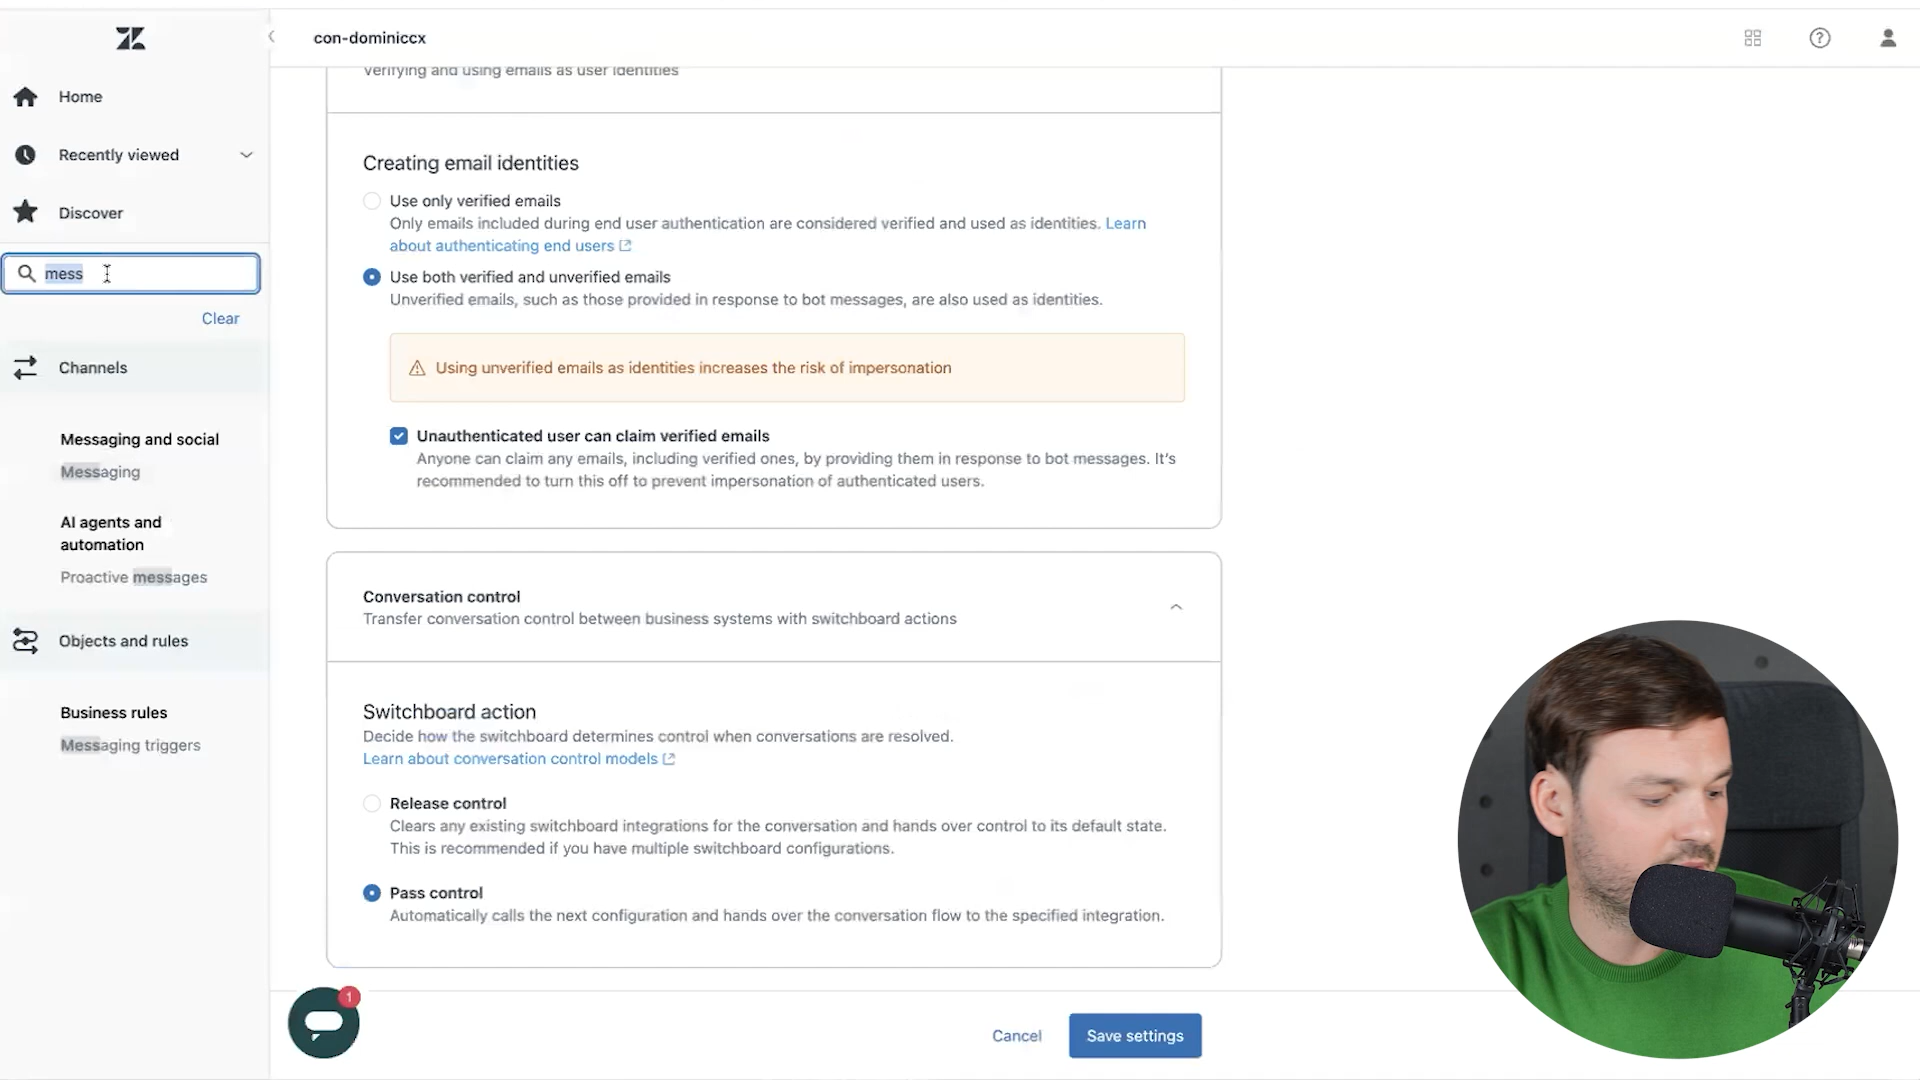 con-dominiccx
Home
Recently viewed
Discover
mess
Clear
Channels
Messaging and social
Messaging
AI agents and
automation
Proactive messages
Objects and rules
Business rules
Messaging triggers
Verifying and using emails as user identities
Creating email identities
Use only verified emails
Only emails included during end user authentication are considered verified and used as identities. Learn
about authenticating end users
Use both verified and unverified emails
Unverified emails, such as those provided in response to bot messages, are also used as identities.
Using unverified emails as identities increases the risk of impersonation
Unauthenticated user can claim verified emails
Anyone can claim any emails, including verified ones, by providing them in response to bot messages. It's
recommended to turn this off to prevent impersonation of authenticated users.
Conversation control
Transfer conversation control between business systems with switchboard actions
Switchboard action
Decide how the switchboard determines control when conversations are resolved.
Learn about conversation control models
Release control
Clears any existing switchboard integrations for the conversation and hands over control to its default state.
This is recommended if you have multiple switchboard configurations.
Pass control
Automatically calls the next configuration and hands over the conversation flow to the specified integration.
1
Cancel
Save settings